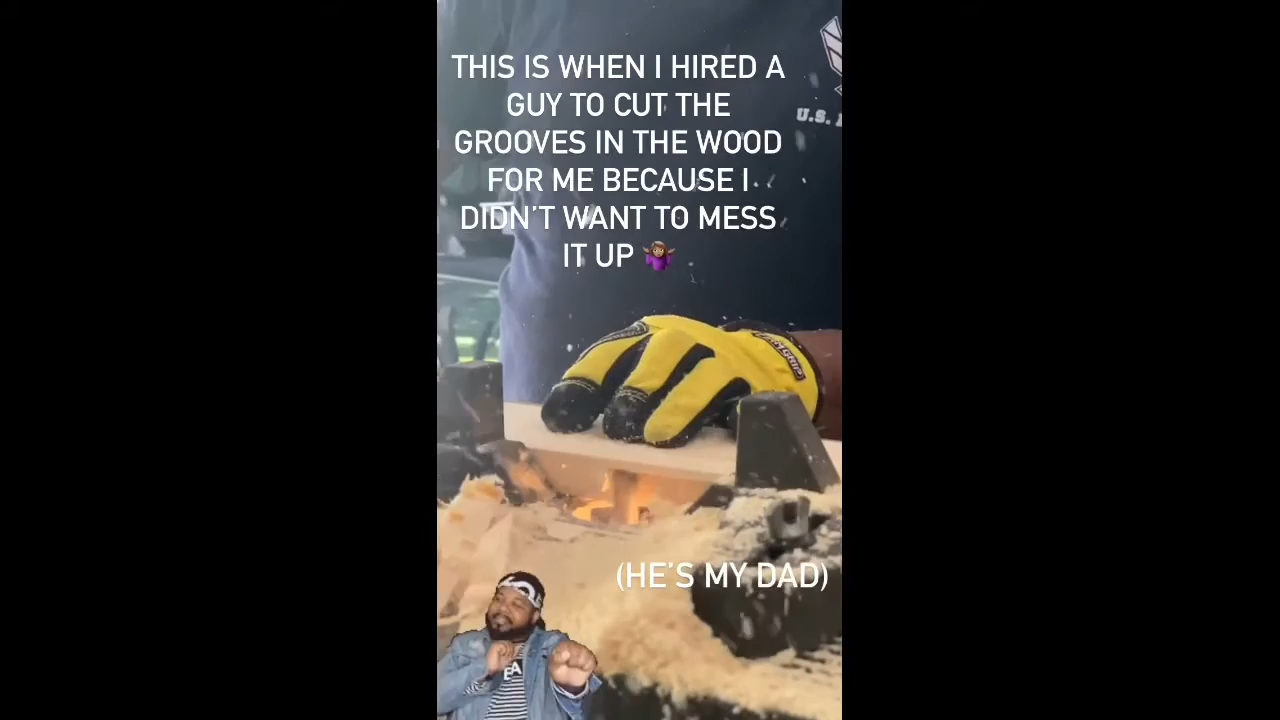 THIS IS WHEN I HIRED A
GUY TO CUT THE
GROOVES IN THE WOOD
FOR ME BECAUSE I
DIDN'T WANT TO MESS
IT UP 🤷🏽‍♀️
U.S.
(HE'S MY DAD)